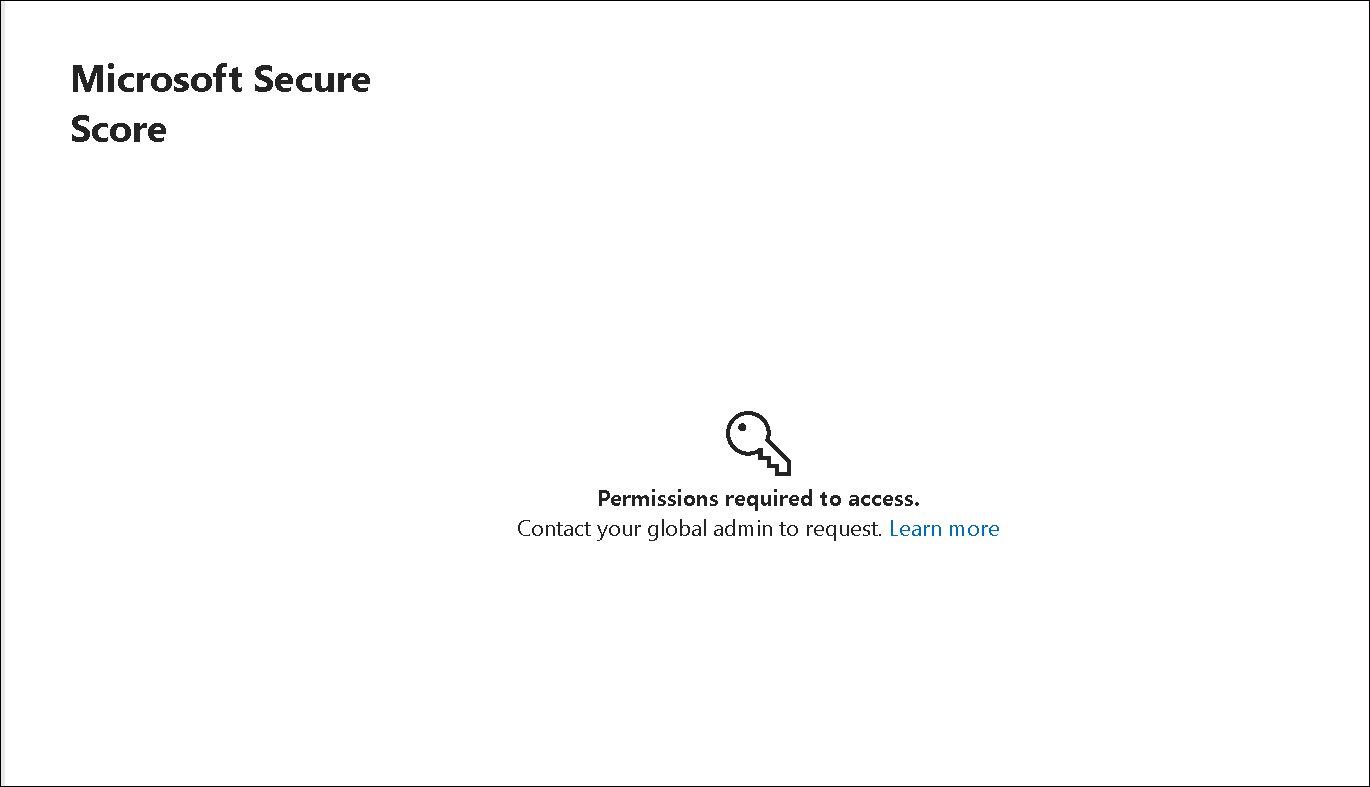 Microsoft Secure
Score
Permissions required to access.
Contact your global admin to request. Learn more